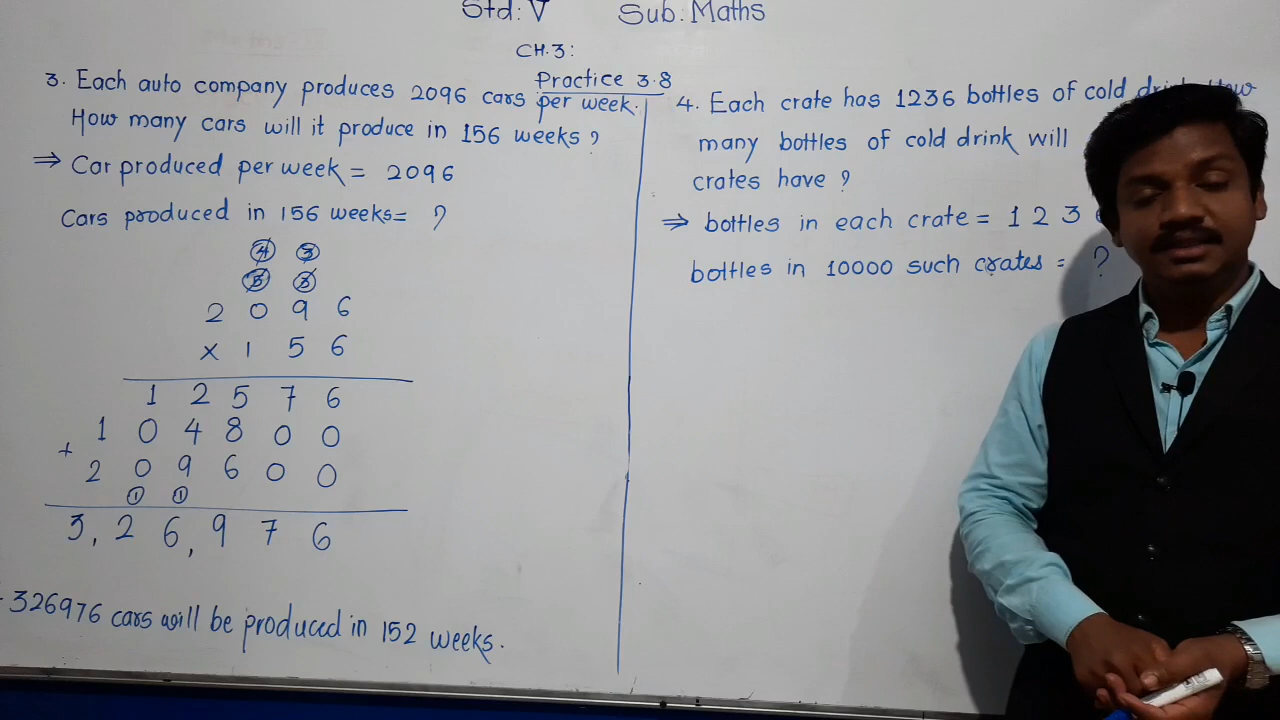 Std: V Sub: Maths
CH.3:
Practice 3.8
3. Each auto company produces 2096 cars per week.
How many cars will it produce in 156 weeks?
⇒ Car produced per week = 2096
Cars produced in 156 weeks= ?
4 3
5 3
2 0 9 6
× 1 5 6
1 2 5 7 6
1 0 4 8 0 0
+ 2 0 9 6 0 0
1 1
3, 2 6, 9 7 6
326976 cars will be produced in 152 weeks.
4. Each crate has 1236 bottles of cold
many bottles of cold drink will
crates have ?
⇒ bottles in each crate = 1 2 3
bottles in 10000 such crates = ?